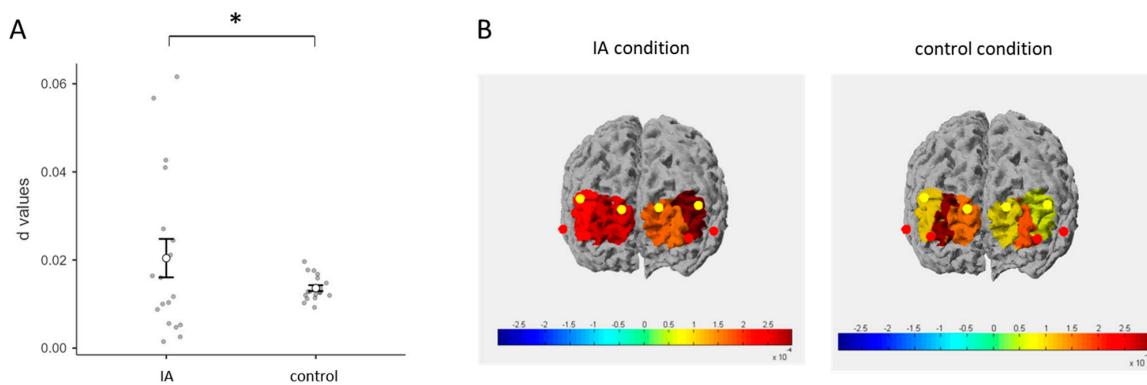 A
*
d values
0.06
0.04
0.02
0.00
IA
control
B
IA condition
control condition
-2.5 -2 -1.5 -1 -0.5 0 0.5 1 1.5 2 2.5
x 10⁻⁴
-2.5 -2 -1.5 -1 -0.5 0 0.5 1 1.5 2 2.5
x 10